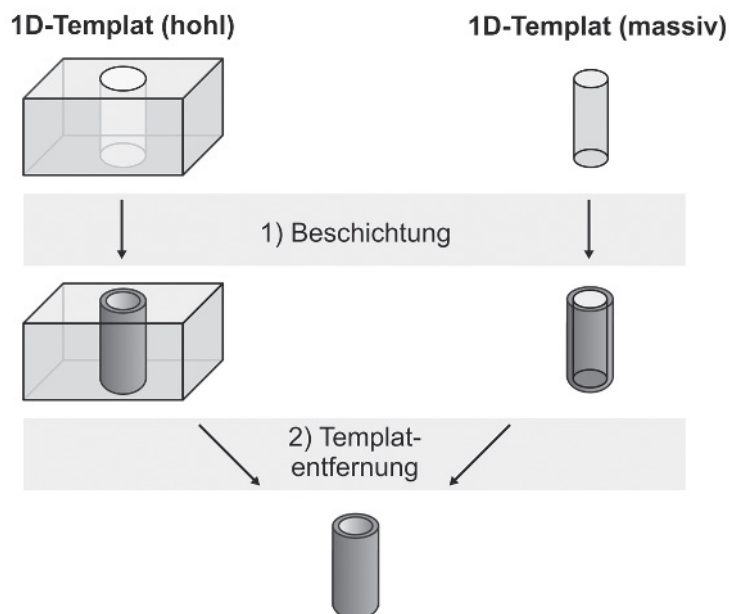 1D-Templat (hohl)
1D-Templat (massiv)
1) Beschichtung
2) Templat-
entfernung